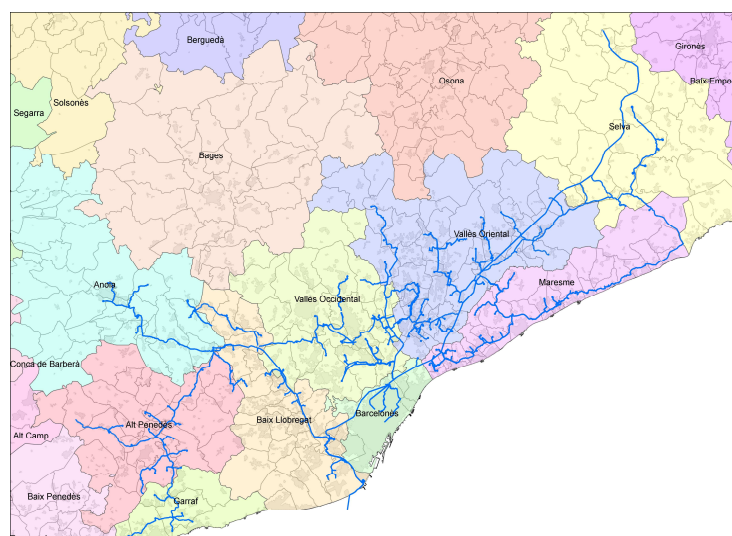 Berguedà
Gironès
Osona
Baix Empo
Solsonès
Segarra
Selva
Bages
Vallès Oriental
Anoia
Maresme
Vallès Occidental
Conca de Barberà
Barcelonès
Baix Llobregat
Alt Penedès
Alt Camp
Baix Penedès
Garraf